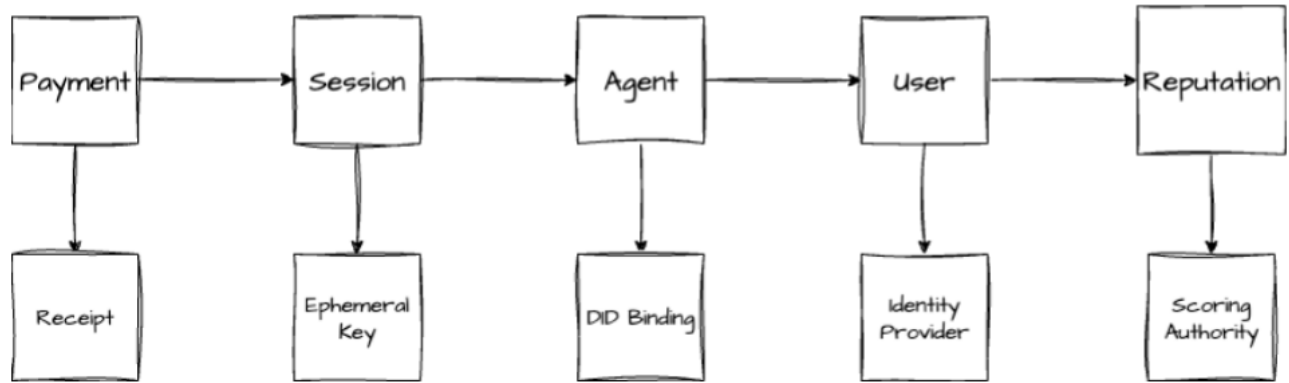 Payment
Session
Agent
User
Reputation
Receipt
Ephemeral
Key
DID Binding
Identity
Provider
Scoring
Authority